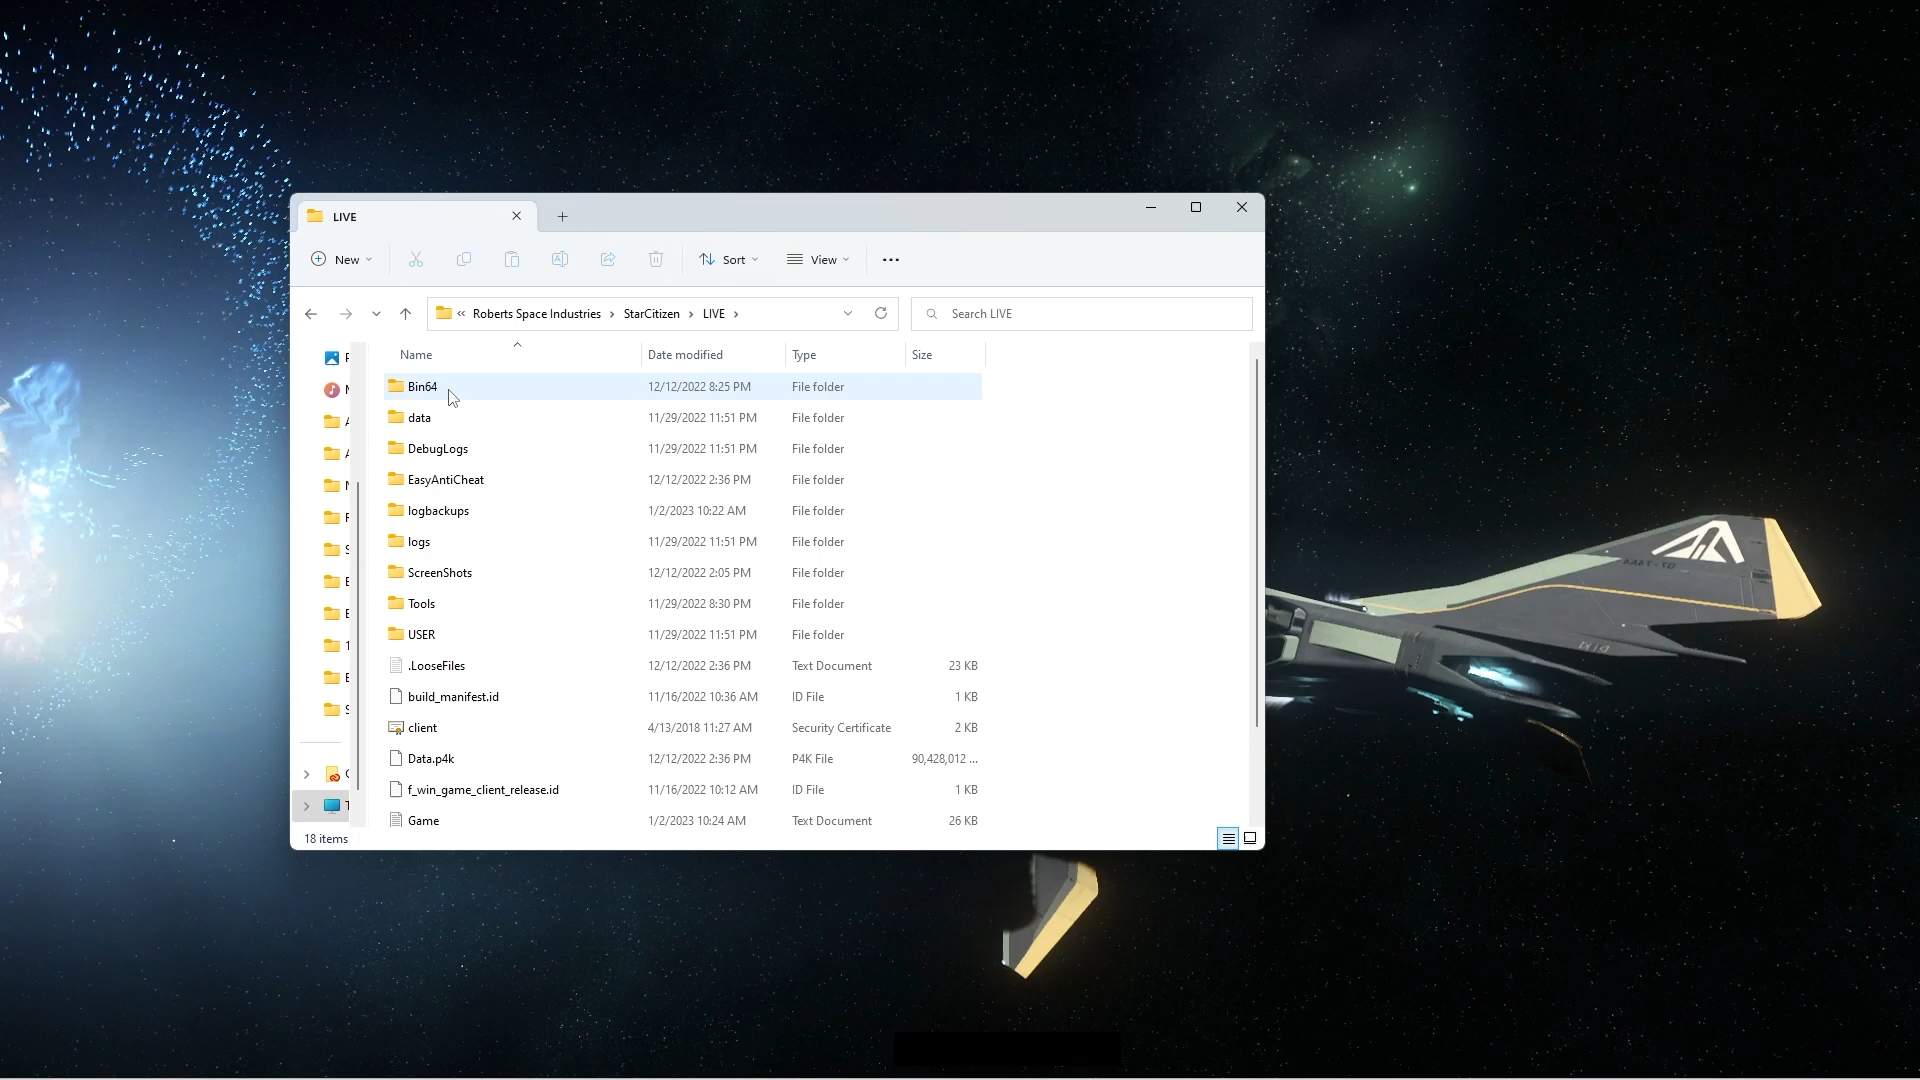 LIVE
New
Sort
View
« Roberts Space Industries › StarCitizen › LIVE ›
Search LIVE
Name Date modified Type Size
Bin64 12/12/2022 8:25 PM File folder
data 11/29/2022 11:51 PM File folder
DebugLogs 11/29/2022 11:51 PM File folder
EasyAntiCheat 12/12/2022 2:36 PM File folder
logbackups 1/2/2023 10:22 AM File folder
logs 11/29/2022 11:51 PM File folder
ScreenShots 12/12/2022 2:05 PM File folder
Tools 11/29/2022 8:30 PM File folder
USER 11/29/2022 11:51 PM File folder
.LooseFiles 12/12/2022 2:36 PM Text Document 23 KB
build_manifest.id 11/16/2022 10:36 AM ID File 1 KB
client 4/13/2018 11:27 AM Security Certificate 2 KB
Data.p4k 12/12/2022 2:36 PM P4K File 90,428,012 ...
f_win_game_client_release.id 11/16/2022 10:12 AM ID File 1 KB
Game 1/2/2023 10:24 AM Text Document 26 KB
18 items